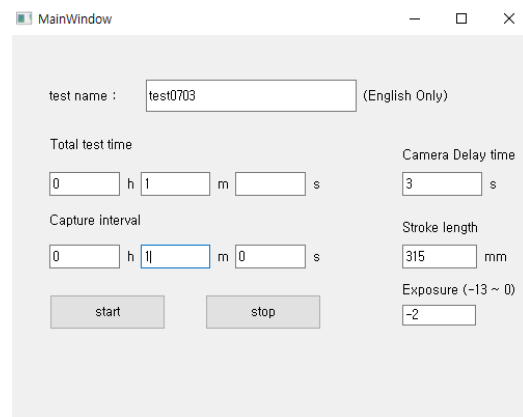 MainWindow
test name : test0703 (English Only)
Total test time
Camera Delay time
0 h 1 m s
3 s
Capture interval
Stroke length
0 h 1 m 0 s
315 mm
Exposure (-13 ~ 0)
start stop
-2